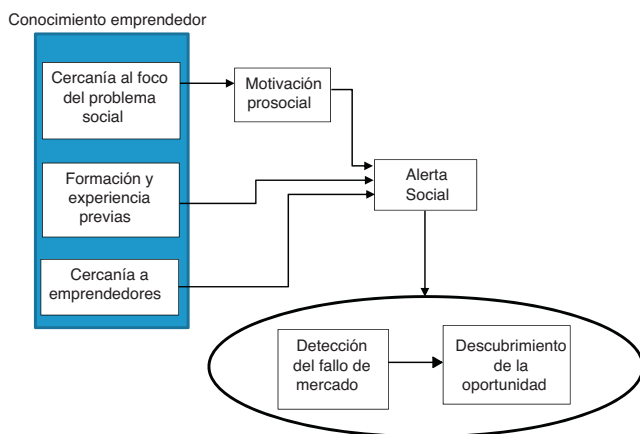 Conocimiento emprendedor
Cercanía al foco
del problema
social
Motivación
prosocial
Formación y
experiencia
previas
Alerta
Social
Cercanía a
emprendedores
Detección
del fallo de
mercado
Descubrimiento
de la
oportunidad